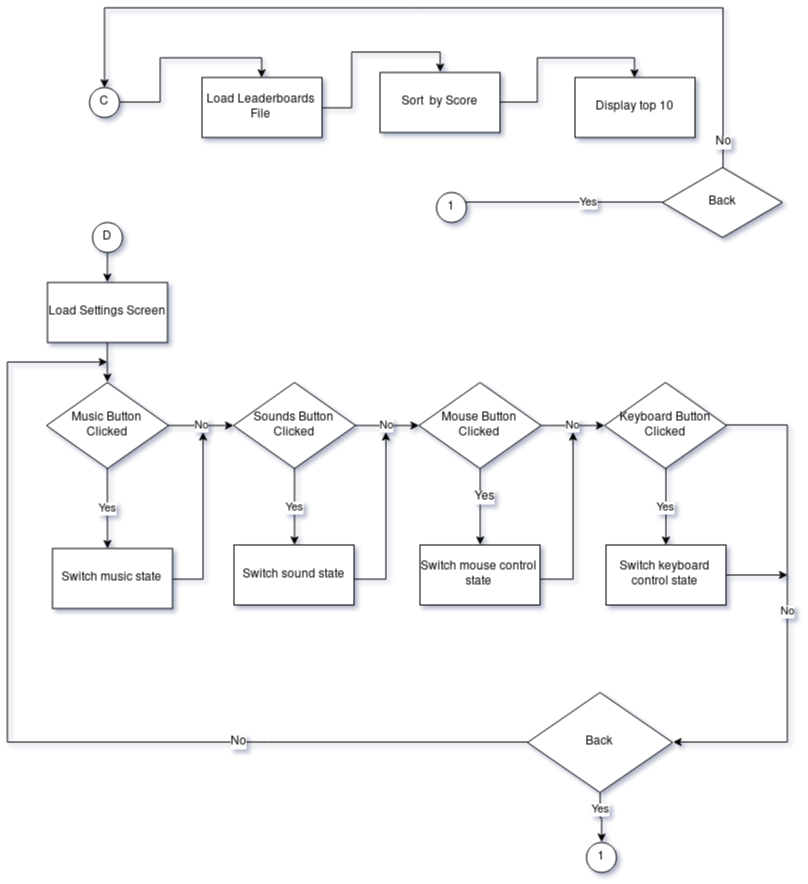 C
Load Leaderboards
File
Sort by Score
Display top 10
No
Back
Yes
1
D
Load Settings Screen
Music Button
Clicked
No
Sounds Button
Clicked
No
Mouse Button
Clicked
No
Keyboard Button
Clicked
Yes
Yes
Yes
Yes
Switch music state
Switch sound state
Switch mouse control
state
Switch keyboard
control state
No
Back
No
Yes
1